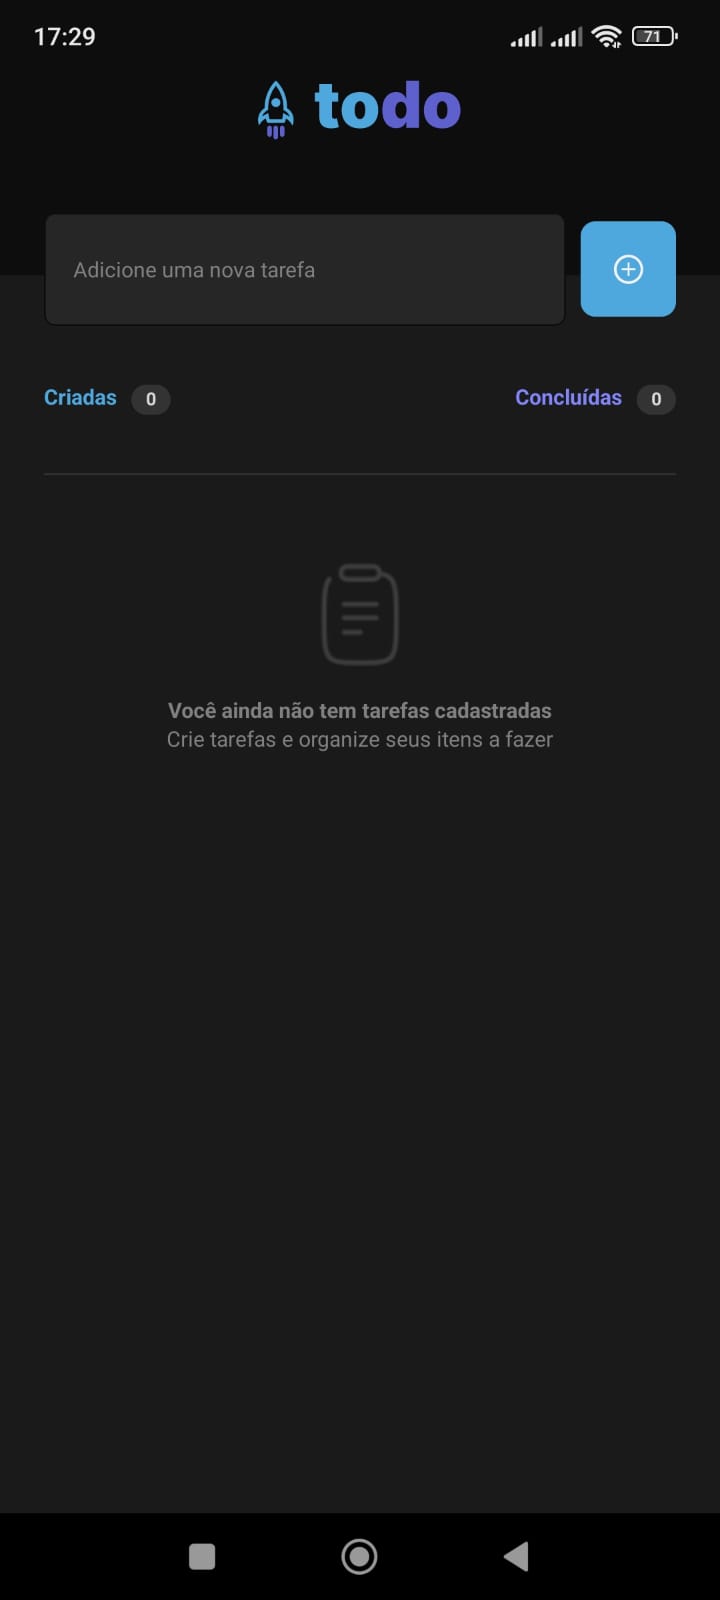 17:29
71
todo
Adicione uma nova tarefa
Criadas 0
Concluídas 0
Você ainda não tem tarefas cadastradas
Crie tarefas e organize seus itens a fazer